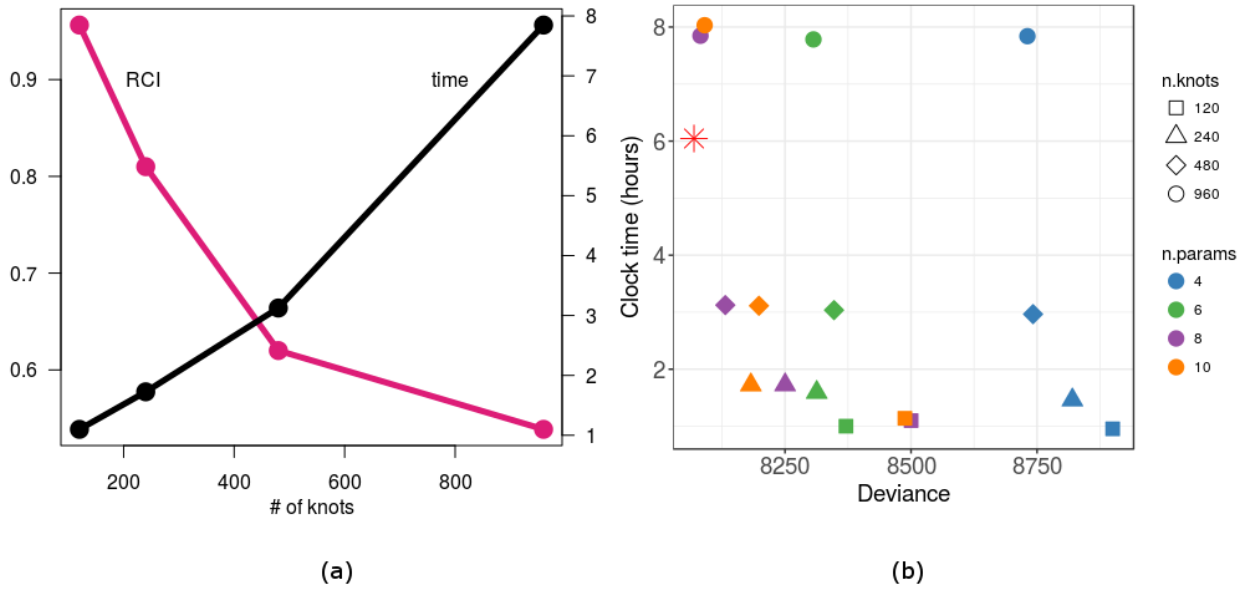 RCI
time
0.9
0.8
0.7
0.6
8
7
6
5
4
3
2
1
200 400 600 800
# of knots
(a)
8
6
4
2
Clock time (hours)
8250 8500 8750
Deviance
n.knots
120
240
480
960
n.params
4
6
8
10
(b)